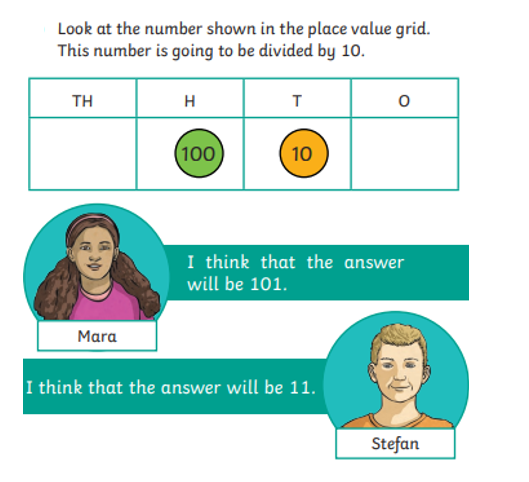 Look at the number shown in the place value grid.
This number is going to be divided by 10.
TH H T O
100 10
I think that the answer
will be 101.
Mara
I think that the answer will be 11.
Stefan